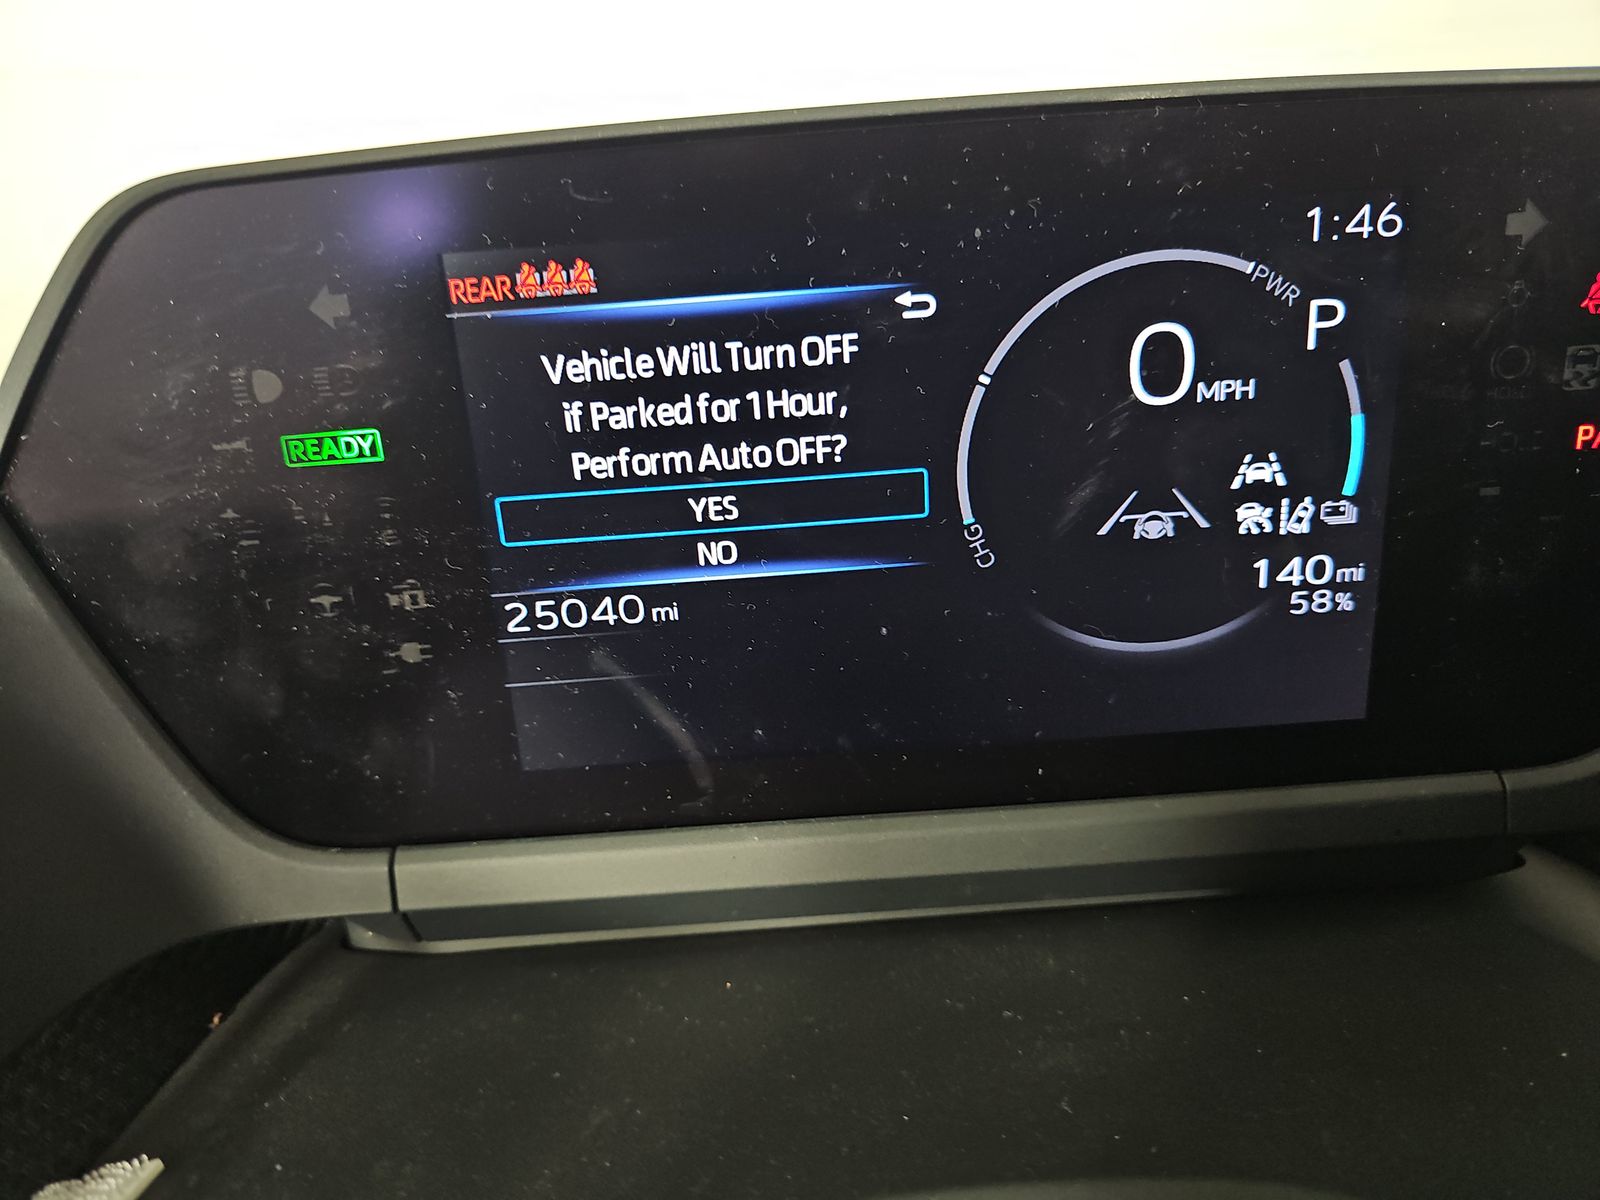 1:46
REAR
PWR
P
Vehicle Will Turn OFF
if Parked for 1 Hour,
Perform Auto OFF?
0 MPH
READY
YES
NO
CHG
140 mi
58%
25040 mi